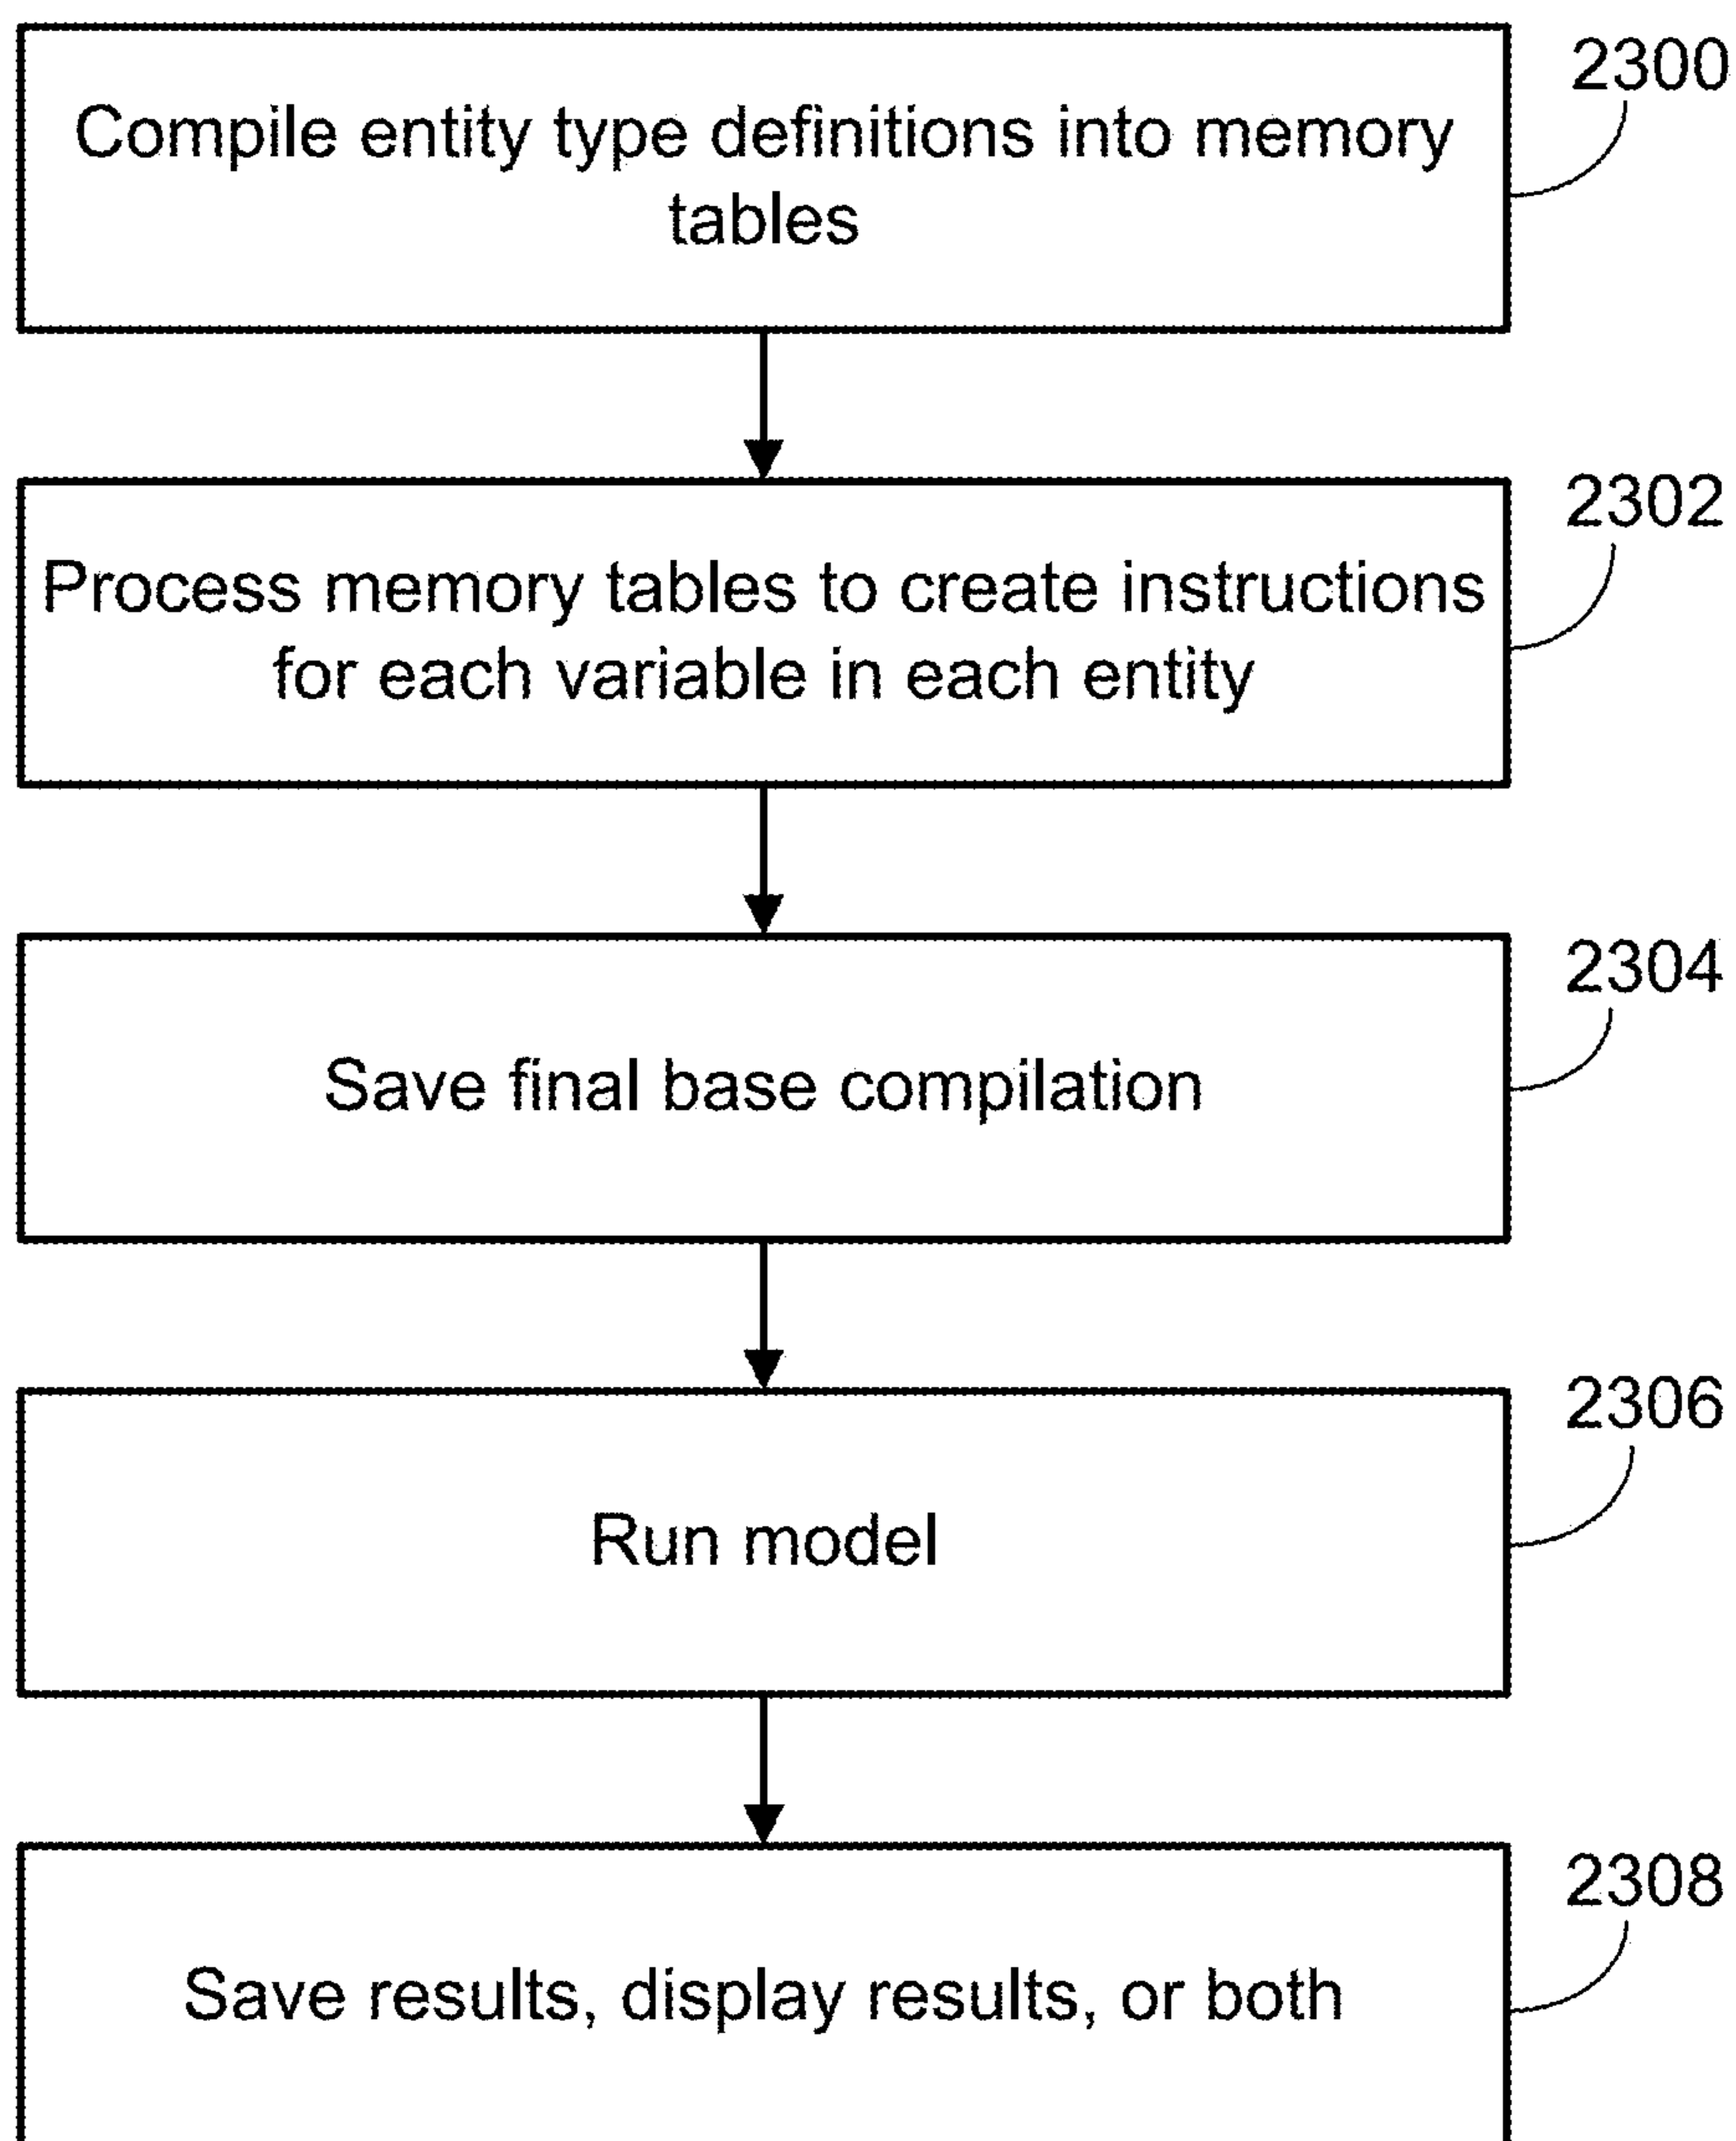 2300
Compile entity type definitions into memory
tables
2302
Process memory tables to create instructions
for each variable in each entity
2304
Save final base compilation
2306
Run model
2308
Save results, display results, or both